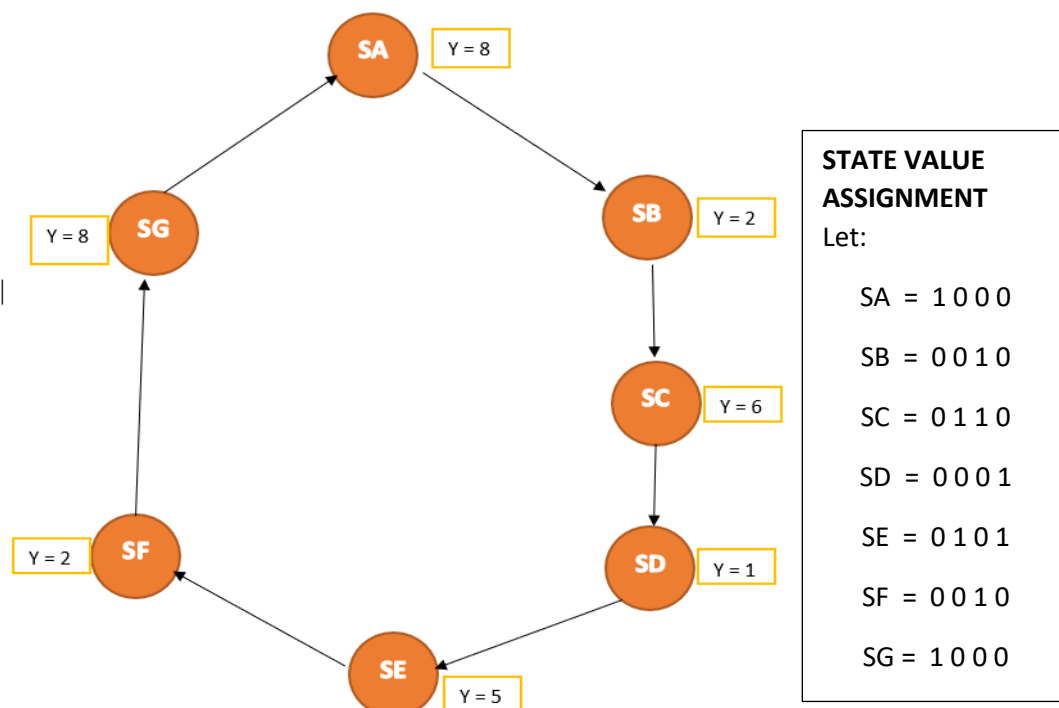 SA
Y = 8
SB
Y = 2
SC
Y = 6
SD
Y = 1
SE
Y = 5
SF
Y = 2
SG
Y = 8
STATE VALUE
ASSIGNMENT
Let:
SA = 1 0 0 0
SB = 0 0 1 0
SC = 0 1 1 0
SD = 0 0 0 1
SE = 0 1 0 1
SF = 0 0 1 0
SG = 1 0 0 0